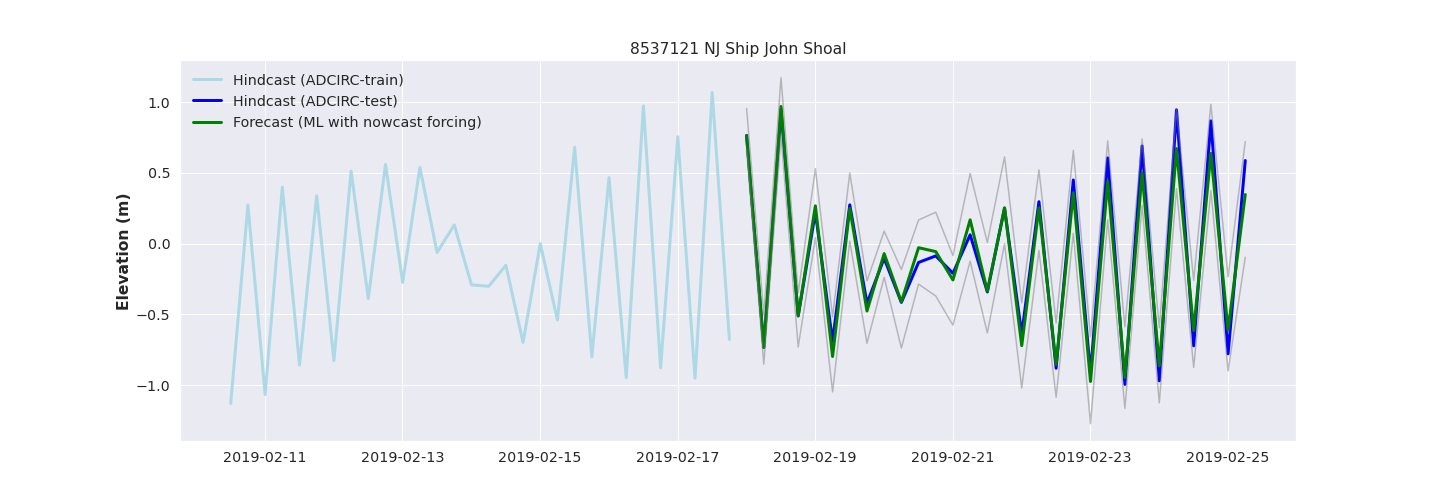 8537121 NJ Ship John Shoal
Hindcast (ADCIRC-train)
Hindcast (ADCIRC-test)
Forecast (ML with nowcast forcing)
Elevation (m)
1.0
0.5
0.0
−0.5
−1.0
2019-02-11 2019-02-13 2019-02-15 2019-02-17 2019-02-19 2019-02-21 2019-02-23 2019-02-25